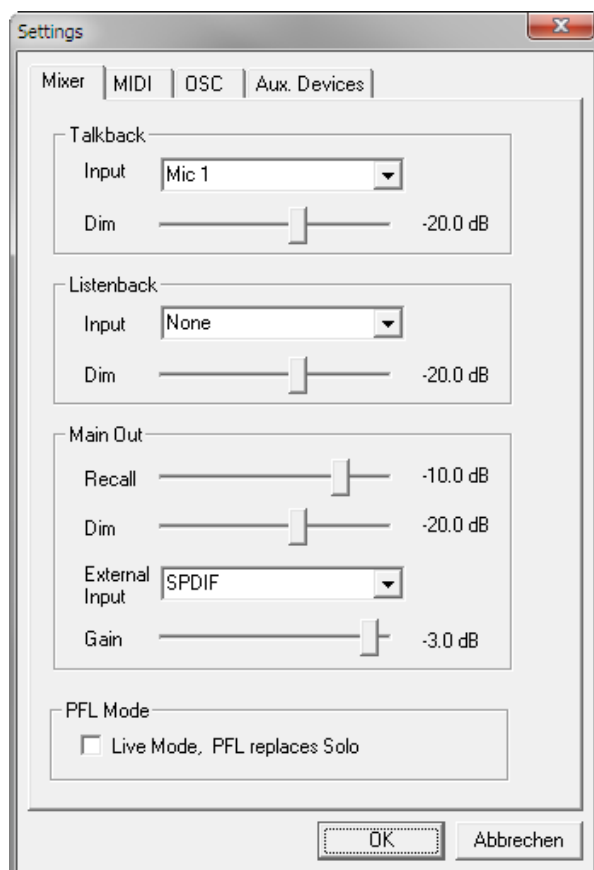 Settings
Mixer MIDI OSC Aux. Devices
Talkback
Input Mic 1
Dim -20.0 dB
Listenback
Input None
Dim -20.0 dB
Main Out
Recall -10.0 dB
Dim -20.0 dB
External
Input SPDIF
Gain -3.0 dB
PFL Mode
Live Mode, PFL replaces Solo
OK Abbrechen